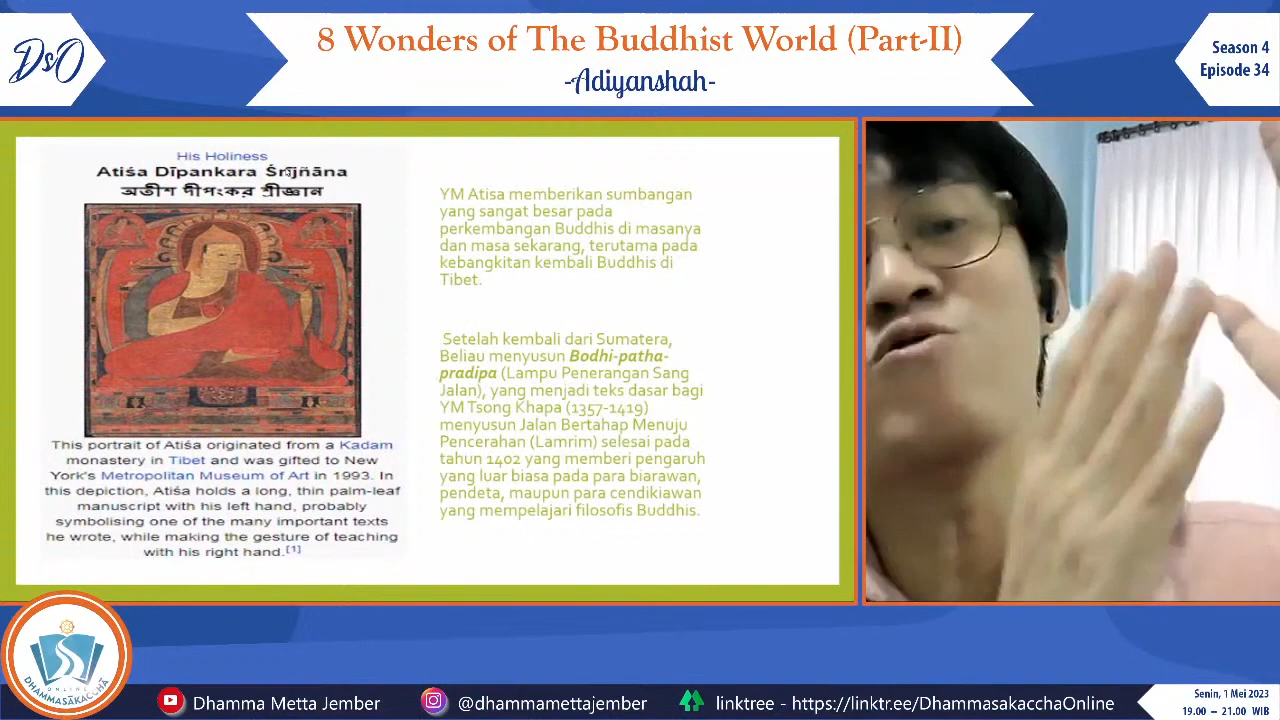 DsO
8 Wonders of The Buddhist World (Part-II)
-Adiyanshah-
Season 4
Episode 34
His Holiness
Atiśa Dīpankara Śrījñāna
অতীশ দীপংকর শ্রীজ্ঞান
This portrait of Atiśa originated from a Kadam
monastery in Tibet and was gifted to New
York's Metropolitan Museum of Art in 1993. In
this depiction, Atiśa holds a long, thin palm-leaf
manuscript with his left hand, probably
symbolising one of the many important texts
he wrote, while making the gesture of teaching
with his right hand.[1]
YM Atisa memberikan sumbangan
yang sangat besar pada
perkembangan Buddhis di masanya
dan masa sekarang, terutama pada
kebangkitan kembali Buddhis di
Tibet.
Setelah kembali dari Sumatera,
Beliau menyusun Bodhi-patha-
pradipa (Lampu Penerangan Sang
Jalan), yang menjadi teks dasar bagi
YM Tsong Khapa (1357-1419)
menyusun Jalan Bertahap Menuju
Pencerahan (Lamrim) selesai pada
tahun 1402 yang memberi pengaruh
yang luar biasa pada para biarawan,
pendeta, maupun para cendikiawan
yang mempelajari filosofis Buddhis.
ONLINE
DHAMMASĀKACCHĀ
Dhamma Metta Jember
@dhammamettajember
linktree - https://linktr.ee/DhammasakacchaOnline
Senin, 1 Mei 2023
19.00 – 21.00 WIB